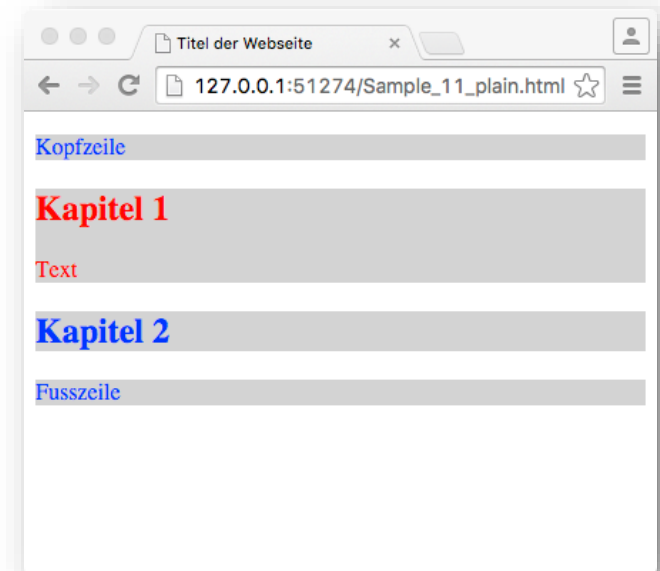 Titel der Webseite
127.0.0.1:51274/Sample_11_plain.html
Kopfzeile
Kapitel 1
Text
Kapitel 2
Fusszeile